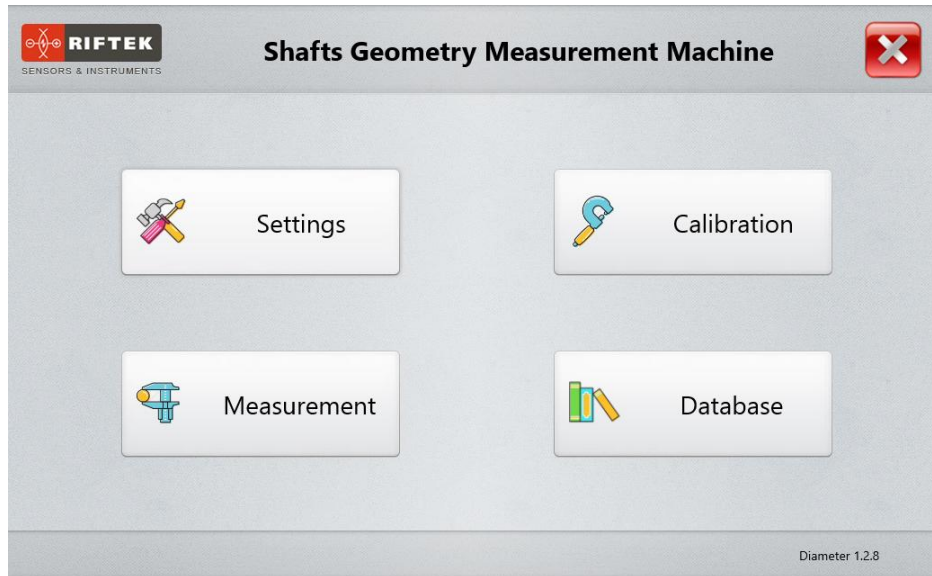 RIFTEK
SENSORS & INSTRUMENTS
Shafts Geometry Measurement Machine
Settings
Calibration
Measurement
Database
Diameter 1.2.8